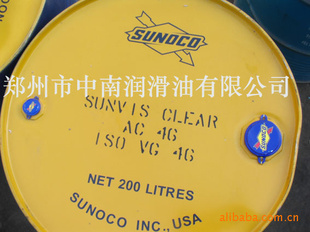 SUNOCO
郑州市中南润滑油有限公司
SUNVIS CLEAR
AC 46
ISO VG 46
NET 200 LITRES
SUNOCO INC., USA
alibaba.com.cn